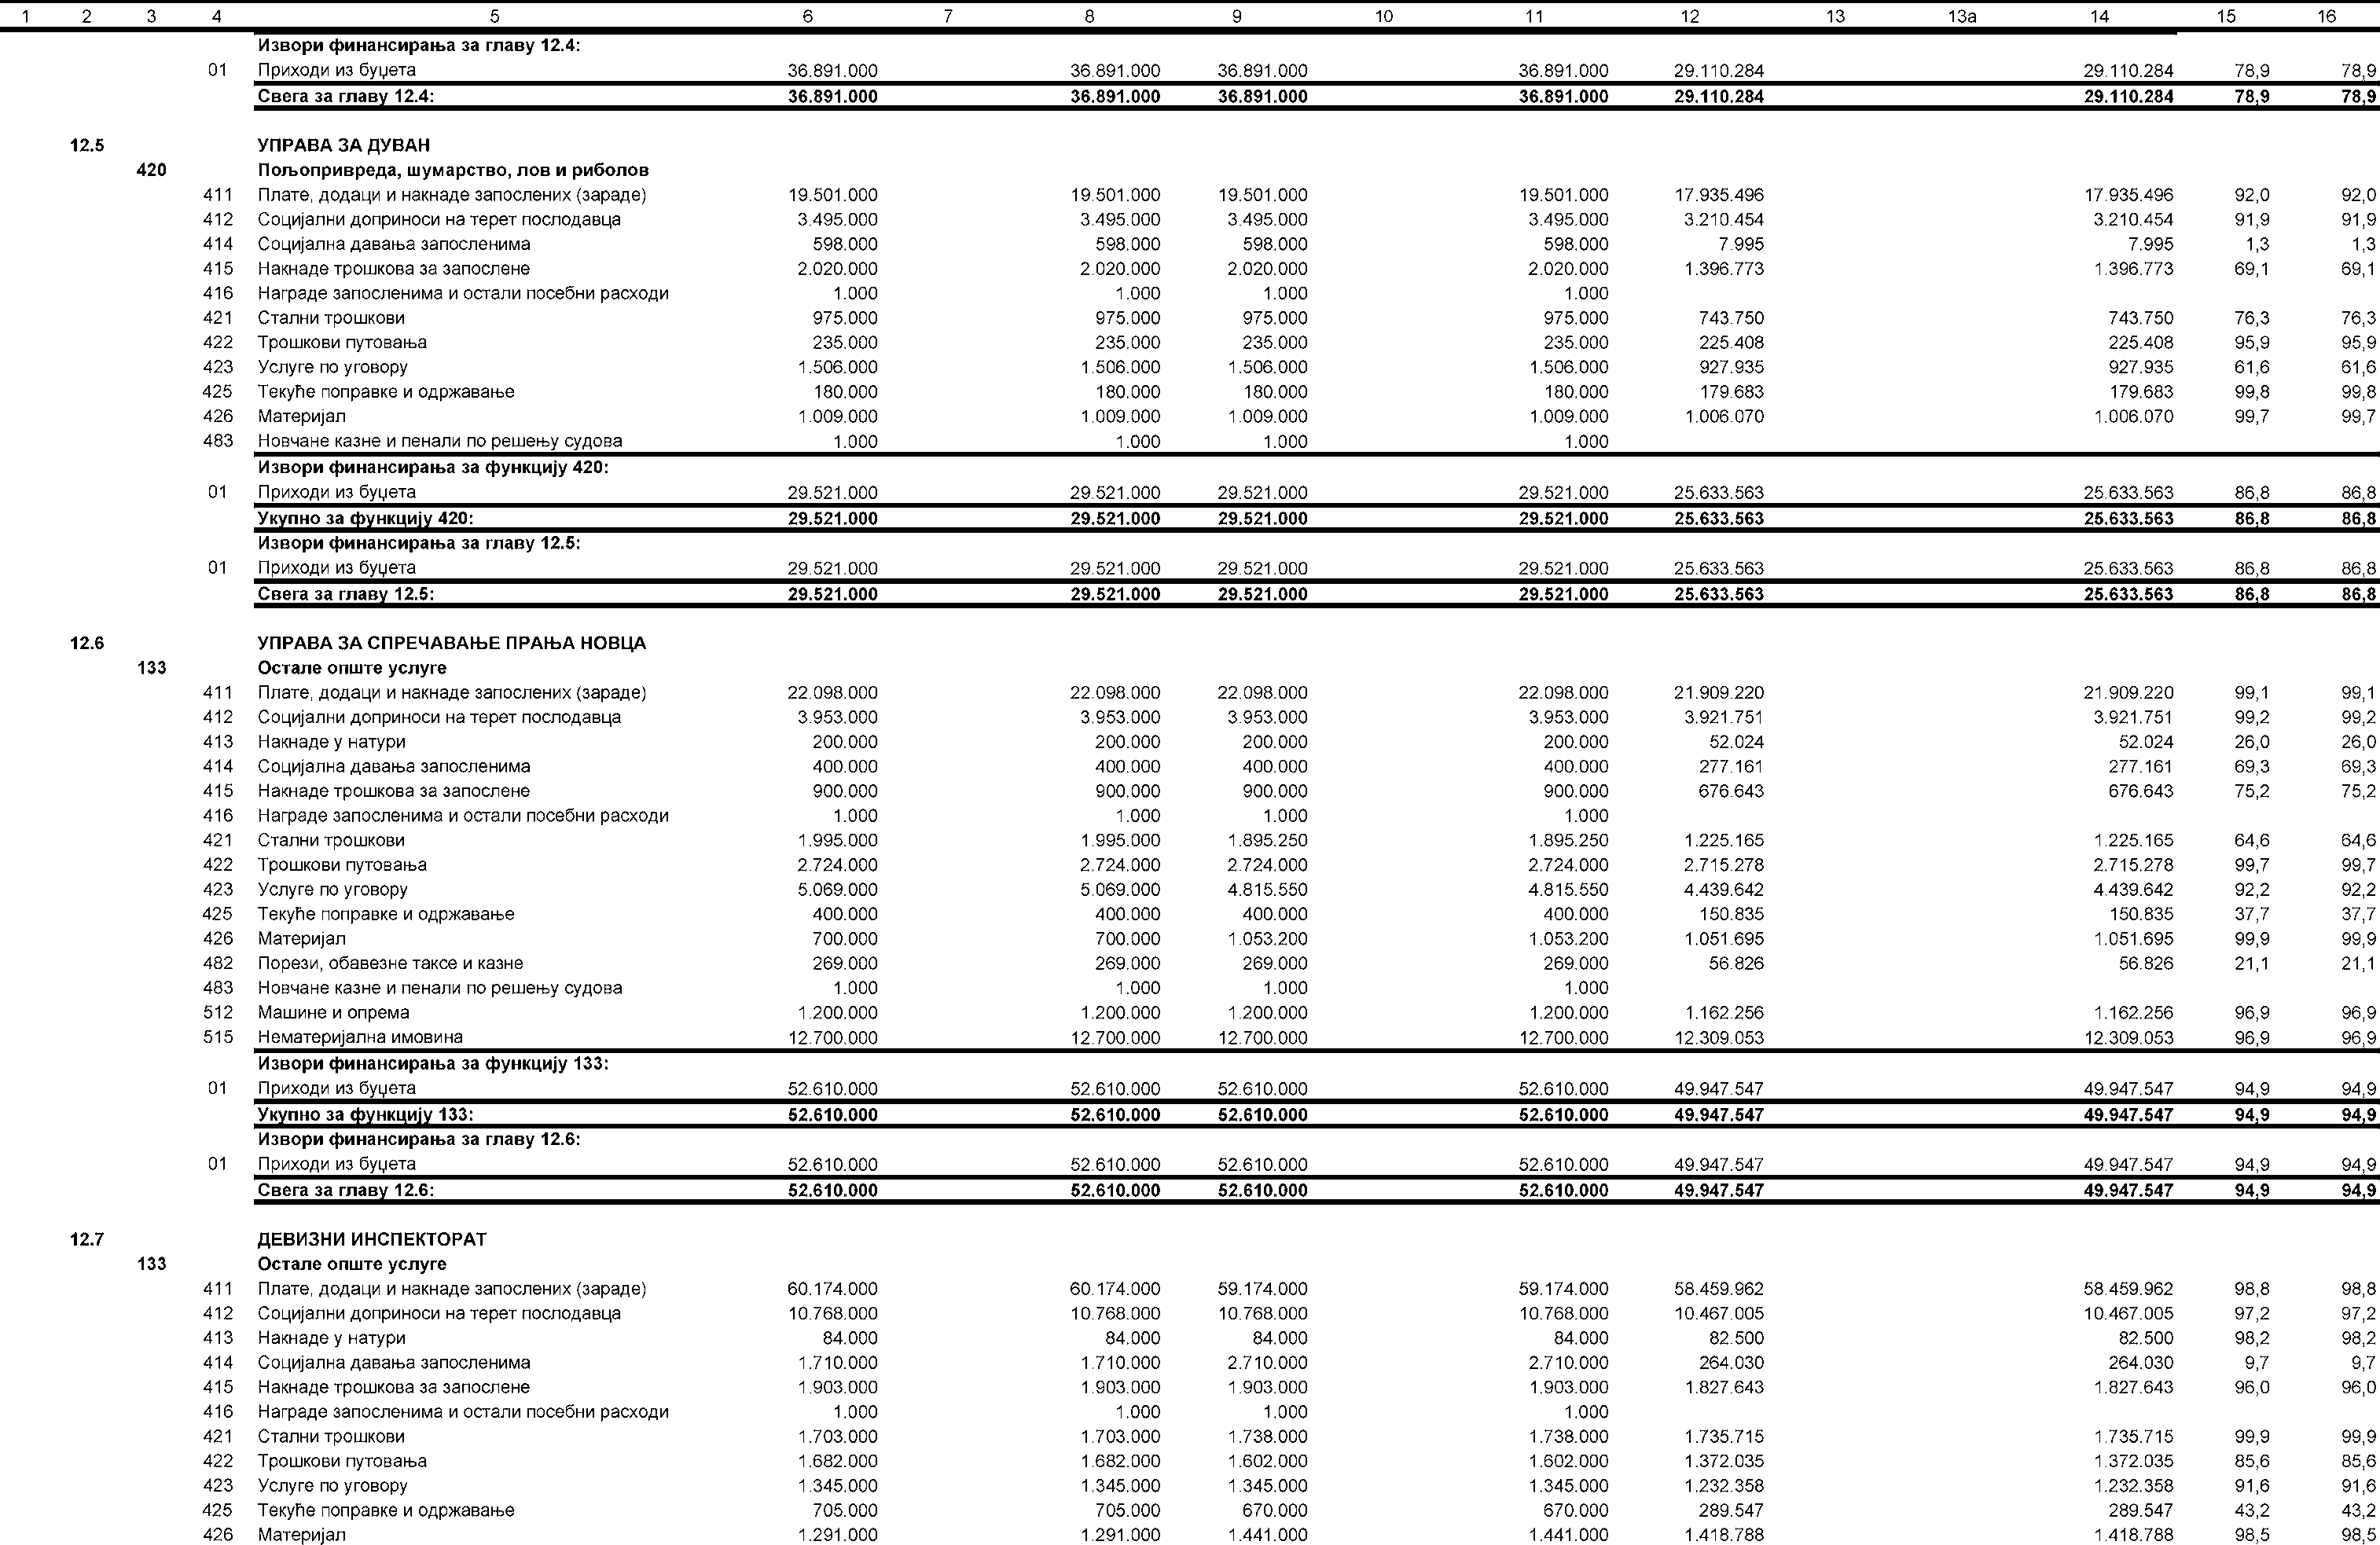 1 2 3 4 5 6 7 8 9 10 11 12 13 13а 14 15 16
Извори финансирања за главу 12.4:
01 Приходи из буџета 36.891.000 36.891.000 36.891.000 36.891.000 29.110.284 29.110.284 78,9 78,9
Свега за главу 12.4: 36.891.000 36.891.000 36.891.000 36.891.000 29.110.284 29.110.284 78,9 78,9
12.5 УПРАВА ЗА ДУВАН
420 Пољопривреда, шумарство, лов и риболов
411 Плате, додаци и накнаде запослених (зараде) 19.501.000 19.501.000 19.501.000 19.501.000 17.935.496 17.935.496 92,0 92,0
412 Социјални доприноси на терет послодавца 3.495.000 3.495.000 3.495.000 3.495.000 3.210.454 3.210.454 91,9 91,9
414 Социјална давања запосленима 598.000 598.000 598.000 598.000 7.995 7.995 1,3 1,3
415 Накнаде трошкова за запослене 2.020.000 2.020.000 2.020.000 2.020.000 1.396.773 1.396.773 69,1 69,1
416 Награде запосленима и остали посебни расходи 1.000 1.000 1.000 1.000
421 Стални трошкови 975.000 975.000 975.000 975.000 743.750 743.750 76,3 76,3
422 Трошкови путовања 235.000 235.000 235.000 235.000 225.408 225.408 95,9 95,9
423 Услуге по уговору 1.506.000 1.506.000 1.506.000 1.506.000 927.935 927.935 61,6 61,6
425 Текуће поправке и одржавање 180.000 180.000 180.000 180.000 179.683 179.683 99,8 99,8
426 Материјал 1.009.000 1.009.000 1.009.000 1.009.000 1.006.070 1.006.070 99,7 99,7
483 Новчане казне и пенали по решењу судова 1.000 1.000 1.000 1.000
Извори финансирања за функцију 420:
01 Приходи из буџета 29.521.000 29.521.000 29.521.000 29.521.000 25.633.563 25.633.563 86,8 86,8
Укупно за функцију 420: 29.521.000 29.521.000 29.521.000 29.521.000 25.633.563 25.633.563 86,8 86,8
Извори финансирања за главу 12.5:
01 Приходи из буџета 29.521.000 29.521.000 29.521.000 29.521.000 25.633.563 25.633.563 86,8 86,8
Свега за главу 12.5: 29.521.000 29.521.000 29.521.000 29.521.000 25.633.563 25.633.563 86,8 86,8
12.6 УПРАВА ЗА СПРЕЧАВАЊЕ ПРАЊА НОВЦА
133 Остале опште услуге
411 Плате, додаци и накнаде запослених (зараде) 22.098.000 22.098.000 22.098.000 22.098.000 21.909.220 21.909.220 99,1 99,1
412 Социјални доприноси на терет послодавца 3.953.000 3.953.000 3.953.000 3.953.000 3.921.751 3.921.751 99,2 99,2
413 Накнаде у натури 200.000 200.000 200.000 200.000 52.024 52.024 26,0 26,0
414 Социјална давања запосленима 400.000 400.000 400.000 400.000 277.161 277.161 69,3 69,3
415 Накнаде трошкова за запослене 900.000 900.000 900.000 900.000 676.643 676.643 75,2 75,2
416 Награде запосленима и остали посебни расходи 1.000 1.000 1.000 1.000
421 Стални трошкови 1.995.000 1.995.000 1.895.250 1.895.250 1.225.165 1.225.165 64,6 64,6
422 Трошкови путовања 2.724.000 2.724.000 2.724.000 2.724.000 2.715.278 2.715.278 99,7 99,7
423 Услуге по уговору 5.069.000 5.069.000 4.815.550 4.815.550 4.439.642 4.439.642 92,2 92,2
425 Текуће поправке и одржавање 400.000 400.000 400.000 400.000 150.835 150.835 37,7 37,7
426 Материјал 700.000 700.000 1.053.200 1.053.200 1.051.695 1.051.695 99,9 99,9
482 Порези, обавезне таксе и казне 269.000 269.000 269.000 269.000 56.826 56.826 21,1 21,1
483 Новчане казне и пенали по решењу судова 1.000 1.000 1.000 1.000
512 Машине и опрема 1.200.000 1.200.000 1.200.000 1.200.000 1.162.256 1.162.256 96,9 96,9
515 Нематеријална имовина 12.700.000 12.700.000 12.700.000 12.700.000 12.309.053 12.309.053 96,9 96,9
Извори финансирања за функцију 133:
01 Приходи из буџета 52.610.000 52.610.000 52.610.000 52.610.000 49.947.547 49.947.547 94,9 94,9
Укупно за функцију 133: 52.610.000 52.610.000 52.610.000 52.610.000 49.947.547 49.947.547 94,9 94,9
Извори финансирања за главу 12.6:
01 Приходи из буџета 52.610.000 52.610.000 52.610.000 52.610.000 49.947.547 49.947.547 94,9 94,9
Свега за главу 12.6: 52.610.000 52.610.000 52.610.000 52.610.000 49.947.547 49.947.547 94,9 94,9
12.7 ДЕВИЗНИ ИНСПЕКТОРАТ
133 Остале опште услуге
411 Плате, додаци и накнаде запослених (зараде) 60.174.000 60.174.000 59.174.000 59.174.000 58.459.962 58.459.962 98,8 98,8
412 Социјални доприноси на терет послодавца 10.768.000 10.768.000 10.768.000 10.768.000 10.467.005 10.467.005 97,2 97,2
413 Накнаде у натури 84.000 84.000 84.000 84.000 82.500 82.500 98,2 98,2
414 Социјална давања запосленима 1.710.000 1.710.000 2.710.000 2.710.000 264.030 264.030 9,7 9,7
415 Накнаде трошкова за запослене 1.903.000 1.903.000 1.903.000 1.903.000 1.827.643 1.827.643 96,0 96,0
416 Награде запосленима и остали посебни расходи 1.000 1.000 1.000 1.000
421 Стални трошкови 1.703.000 1.703.000 1.738.000 1.738.000 1.735.715 1.735.715 99,9 99,9
422 Трошкови путовања 1.682.000 1.682.000 1.602.000 1.602.000 1.372.035 1.372.035 85,6 85,6
423 Услуге по уговору 1.345.000 1.345.000 1.345.000 1.345.000 1.232.358 1.232.358 91,6 91,6
425 Текуће поправке и одржавање 705.000 705.000 670.000 670.000 289.547 289.547 43,2 43,2
426 Материјал 1.291.000 1.291.000 1.441.000 1.441.000 1.418.788 1.418.788 98,5 98,5